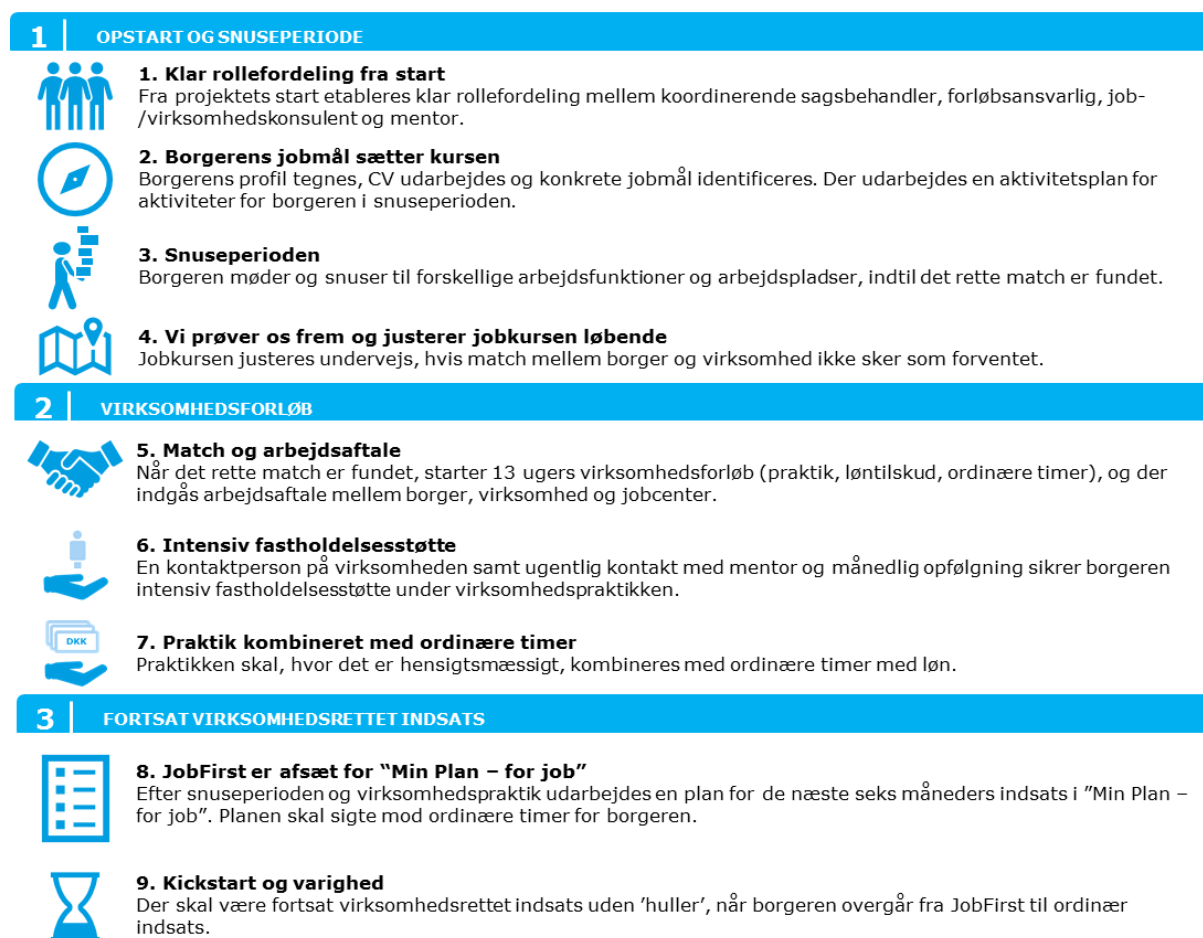 1 | OPSTART OG SNUSEPERIODE
1. Klar rollefordeling fra start
Fra projektets start etableres klar rollefordeling mellem koordinerende sagsbehandler, forløbsansvarlig, job-
/virksomhedskonsulent og mentor.
2. Borgerens jobmål sætter kursen
Borgerens profil tegnes, CV udarbejdes og konkrete jobmål identificeres. Der udarbejdes en aktivitetsplan for
aktiviteter for borgeren i snuseperioden.
3. Snuseperioden
Borgeren møder og snuser til forskellige arbejdsfunktioner og arbejdspladser, indtil det rette match er fundet.
4. Vi prøver os frem og justerer jobkursen løbende
Jobkursen justeres undervejs, hvis match mellem borger og virksomhed ikke sker som forventet.
2 | VIRKSOMHEDSFORLØB
5. Match og arbejdsaftale
Når det rette match er fundet, starter 13 ugers virksomhedsforløb (praktik, løntilskud, ordinære timer), og der
indgås arbejdsaftale mellem borger, virksomhed og jobcenter.
6. Intensiv fastholdelsesstøtte
En kontaktperson på virksomheden samt ugentlig kontakt med mentor og månedlig opfølgning sikrer borgeren
intensiv fastholdelsesstøtte under virksomhedspraktikken.
DKK
7. Praktik kombineret med ordinære timer
Praktikken skal, hvor det er hensigtsmæssigt, kombineres med ordinære timer med løn.
3 | FORTSAT VIRKSOMHEDSRETTET INDSATS
8. JobFirst er afsæt for “Min Plan – for job”
Efter snuseperioden og virksomhedspraktik udarbejdes en plan for de næste seks måneders indsats i ”Min Plan –
for job”. Planen skal sigte mod ordinære timer for borgeren.
9. Kickstart og varighed
Der skal være fortsat virksomhedsrettet indsats uden ’huller’, når borgeren overgår fra JobFirst til ordinær
indsats.